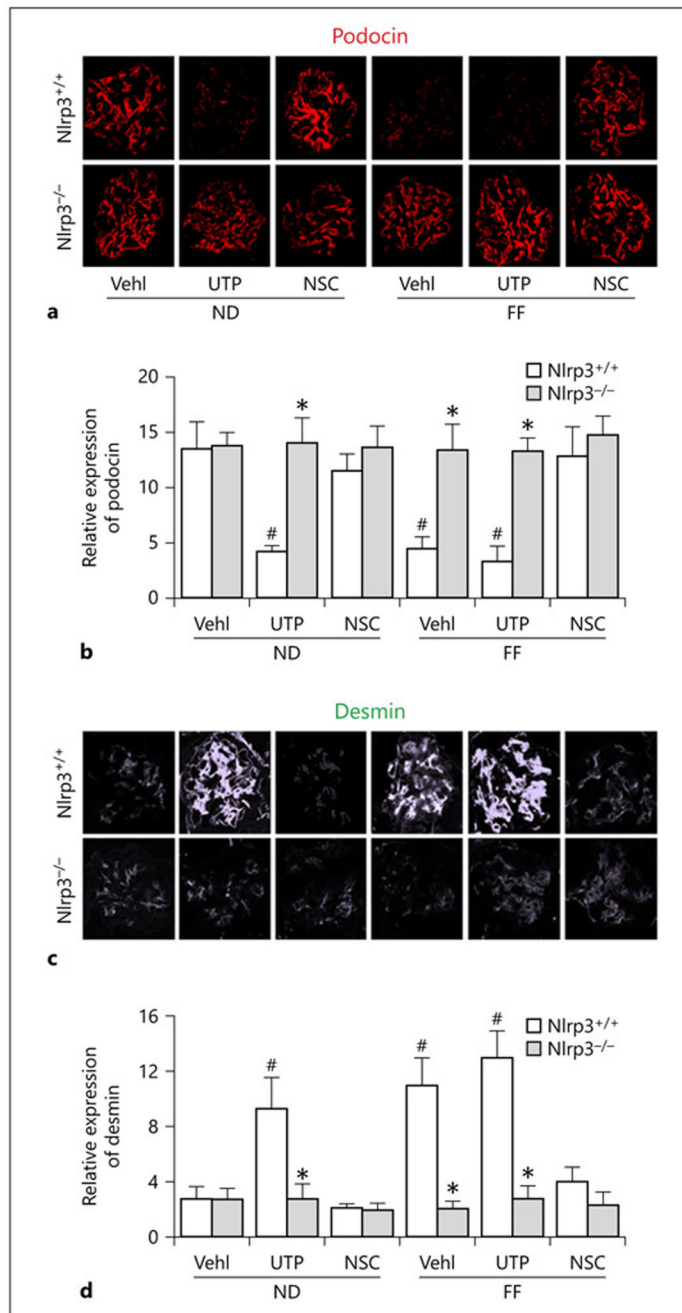 Podocin
Nlrp3+/+
Nlrp3−/−
Vehl UTP NSC Vehl UTP NSC
ND FF
a
20
15
10
5
0
Relative expression
of podocin
Nlrp3+/+
Nlrp3−/−
# * # * # *
Vehl UTP NSC Vehl UTP NSC
ND FF
b
Desmin
Nlrp3+/+
Nlrp3−/−
c
16
12
8
4
0
Relative expression
of desmin
Nlrp3+/+
Nlrp3−/−
# * # * # *
Vehl UTP NSC Vehl UTP NSC
ND FF
d